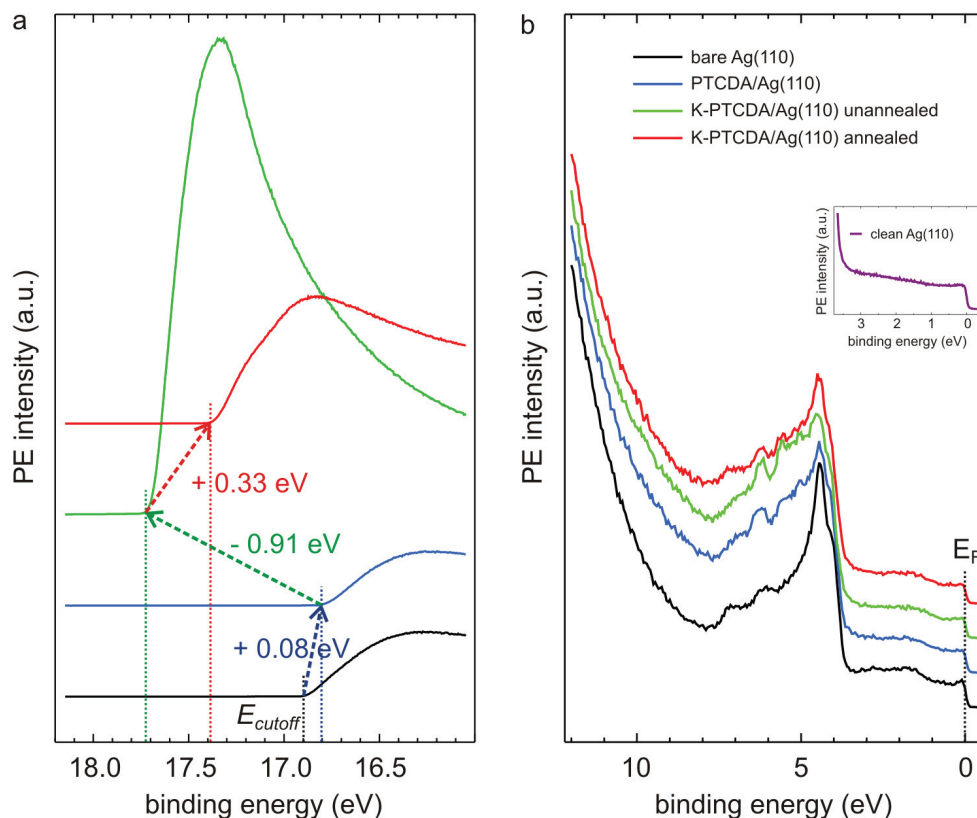 a
PE intensity (a.u.)
+ 0.33 eV
- 0.91 eV
+ 0.08 eV
Ecutoff
18.0 17.5 17.0 16.5
binding energy (eV)
b
bare Ag(110)
PTCDA/Ag(110)
K-PTCDA/Ag(110) unannealed
K-PTCDA/Ag(110) annealed
PE intensity (a.u.)
clean Ag(110)
3 2 1 0
binding energy (eV)
PE intensity (a.u.)
EF
10 5 0
binding energy (eV)